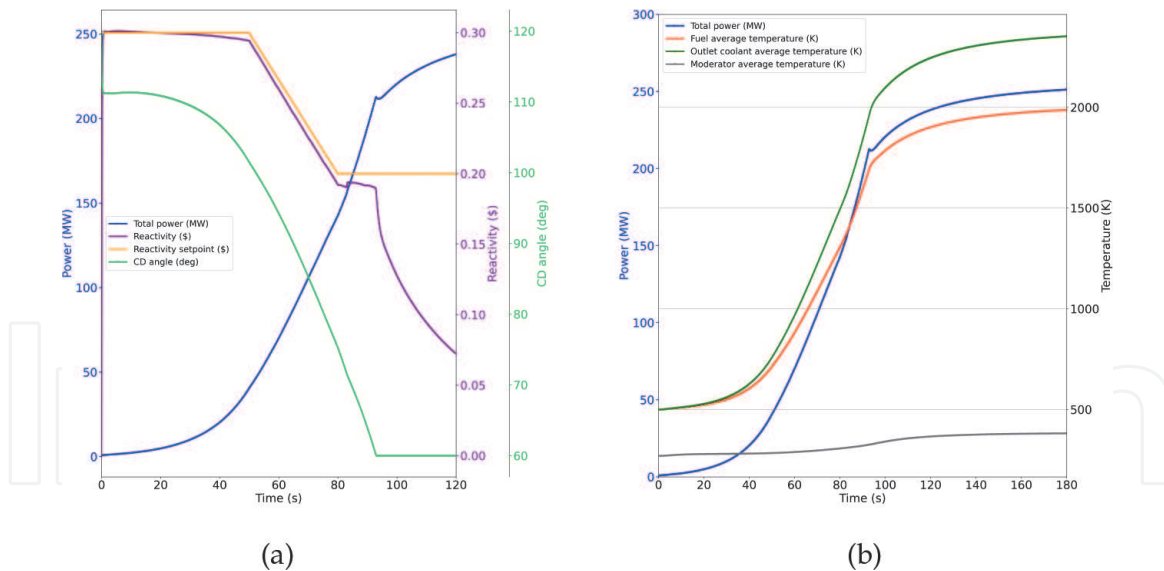 250
200
150
100
50
0
Power (MW)
0
20
40
60
80
100
120
Time (s)
Total power (MW)
Reactivity ($)
Reactivity setpoint ($)
CD angle (deg)
0.30
0.25
0.20
0.15
0.10
0.05
0.00
Reactivity ($)
120
110
100
90
80
70
60
CD angle (deg)
(a)
300
250
200
150
100
50
0
Power (MW)
Total power (MW)
Fuel average temperature (K)
Outlet coolant average temperature (K)
Moderator average temperature (K)
2000
1500
1000
500
Temperature (K)
0
20
40
60
80
100
120
140
160
180
Time (s)
(b)